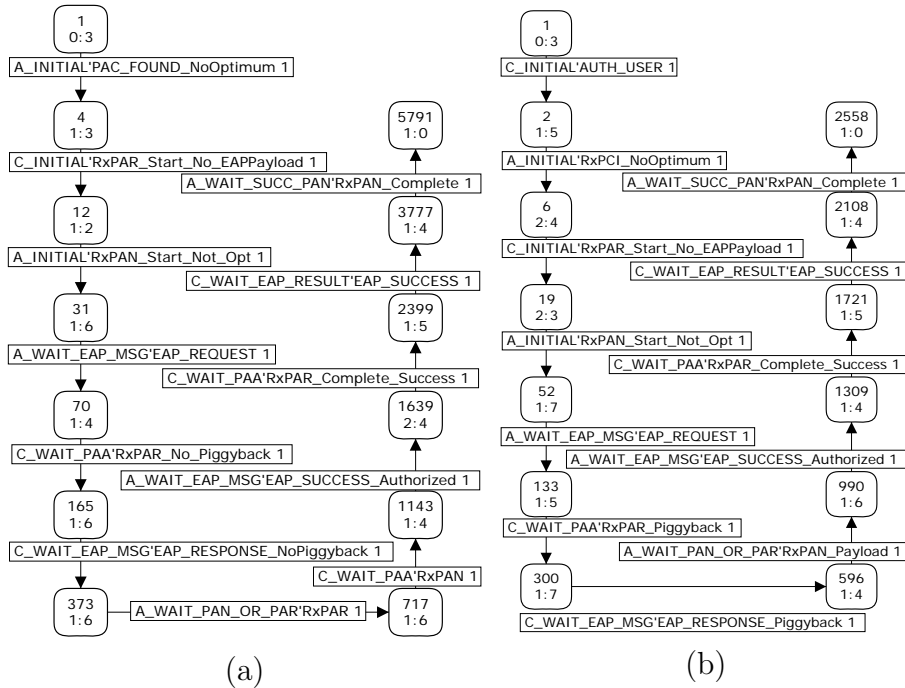 1
0:3
A_INITIAL'PAC_FOUND_NoOptimum 1
4
1:3
C_INITIAL'RxPAR_Start_No_EAPPayload 1
12
1:2
A_INITIAL'RxPAN_Start_Not_Opt 1
31
1:6
A_WAIT_EAP_MSG'EAP_REQUEST 1
70
1:4
C_WAIT_PAA'RxPAR_No_Piggyback 1
165
1:6
C_WAIT_EAP_MSG'EAP_RESPONSE_NoPiggyback 1
373
1:6
A_WAIT_PAN_OR_PAR'RxPAR 1
717
1:6
C_WAIT_PAA'RxPAN 1
1143
1:4
A_WAIT_EAP_MSG'EAP_SUCCESS_Authorized 1
1639
2:4
C_WAIT_PAA'RxPAR_Complete_Success 1
2399
1:5
C_WAIT_EAP_RESULT'EAP_SUCCESS 1
3777
1:4
A_WAIT_SUCC_PAN'RxPAN_Complete 1
5791
1:0
(a)
1
0:3
C_INITIAL'AUTH_USER 1
2
1:5
A_INITIAL'RxPCI_NoOptimum 1
6
2:4
C_INITIAL'RxPAR_Start_No_EAPPayload 1
19
2:3
A_INITIAL'RxPAN_Start_Not_Opt 1
52
1:7
A_WAIT_EAP_MSG'EAP_REQUEST 1
133
1:5
C_WAIT_PAA'RxPAR_Piggyback 1
300
1:7
C_WAIT_EAP_MSG'EAP_RESPONSE_Piggyback 1
596
1:4
A_WAIT_PAN_OR_PAR'RxPAN_Payload 1
990
1:6
A_WAIT_EAP_MSG'EAP_SUCCESS_Authorized 1
1309
1:4
C_WAIT_PAA'RxPAR_Complete_Success 1
1721
1:5
C_WAIT_EAP_RESULT'EAP_SUCCESS 1
2108
1:4
A_WAIT_SUCC_PAN'RxPAN_Complete 1
2558
1:0
(b)